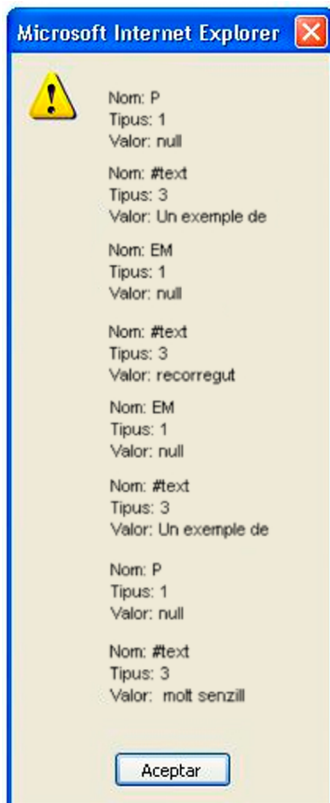 Microsoft Internet Explorer
Nom: P
Tipus: 1
Valor: null
Nom: #text
Tipus: 3
Valor: Un exemple de
Nom: EM
Tipus: 1
Valor: null
Nom: #text
Tipus: 3
Valor: recorregut
Nom: EM
Tipus: 1
Valor: null
Nom: #text
Tipus: 3
Valor: Un exemple de
Nom: P
Tipus: 1
Valor: null
Nom: #text
Tipus: 3
Valor: molt senzill
Aceptar